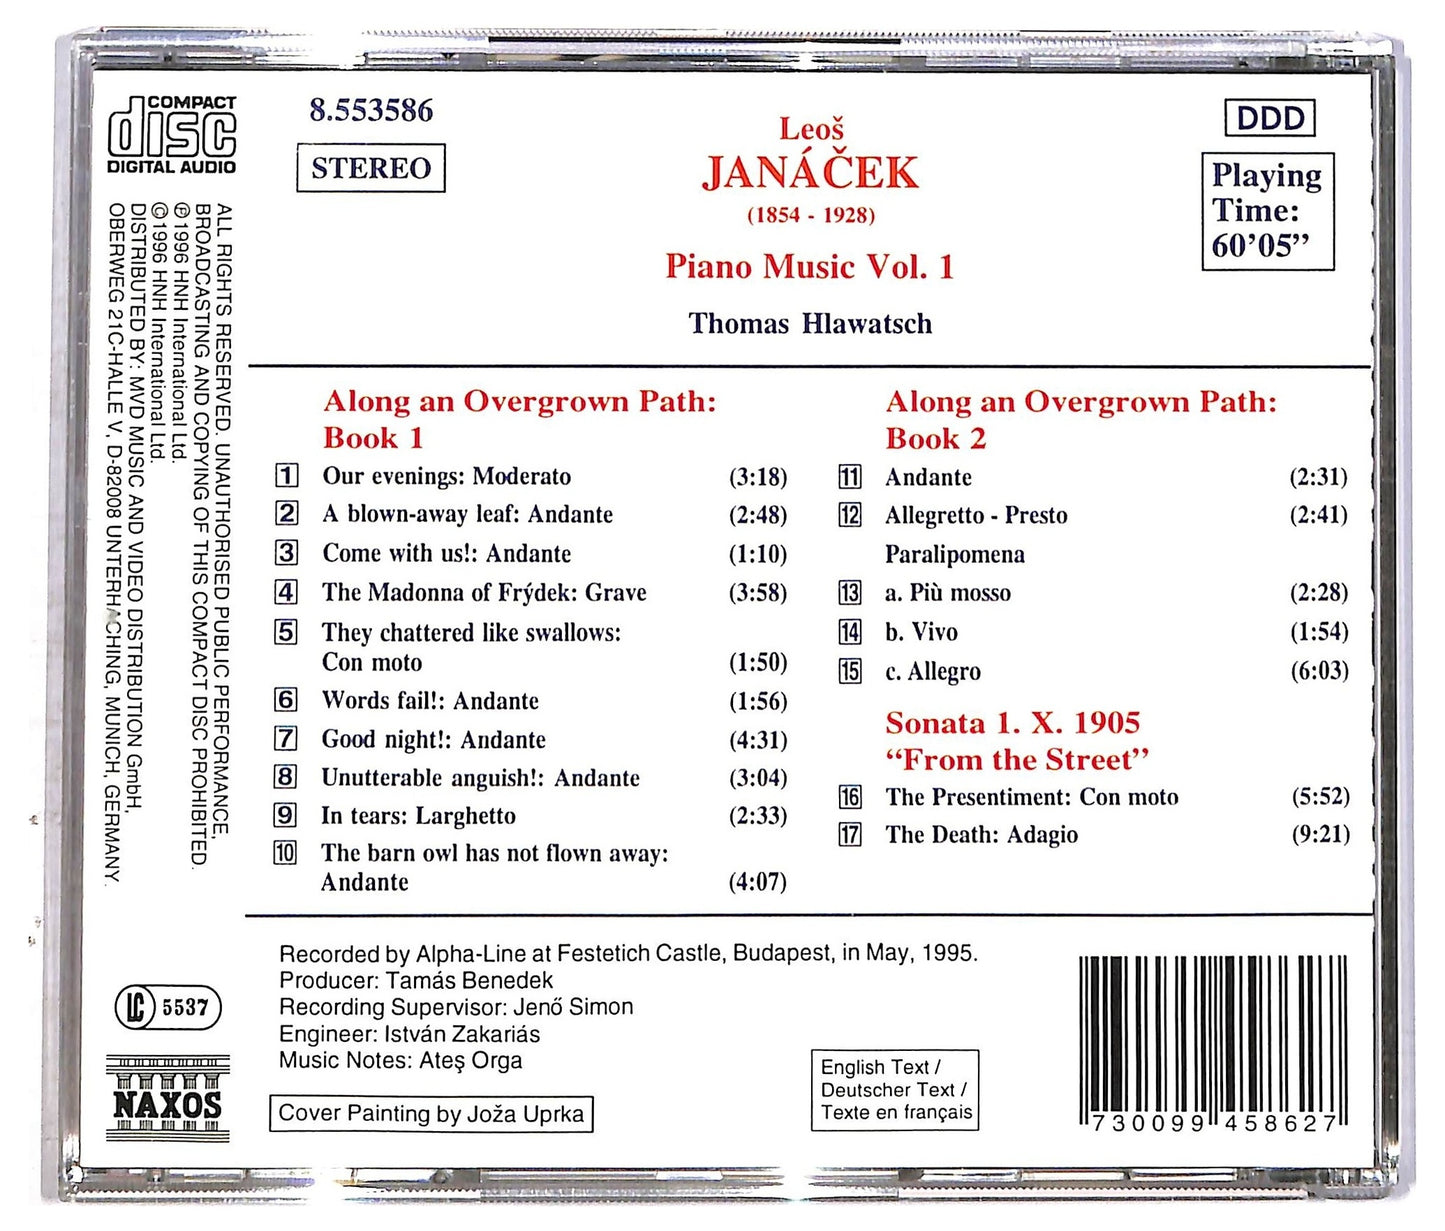 COMPACT
disc
DIGITAL AUDIO
8.553586
STEREO
Leoš
JANÁČEK
(1854 - 1928)
Piano Music Vol. 1
Thomas Hlawatsch
DDD
Playing
Time:
60'05"
ALL RIGHTS RESERVED. UNAUTHORISED PUBLIC PERFORMANCE,
BROADCASTING AND COPYING OF THIS COMPACT DISC PROHIBITED.
℗ 1996 HNH International Ltd.
© 1996 HNH International Ltd.
DISTRIBUTED BY: MVD MUSIC AND VIDEO DISTRIBUTION GmbH,
OBERWEG 21C-HALLE V, D-82008 UNTERHACHING, MUNICH, GERMANY.
Along an Overgrown Path:
Book 1
1 Our evenings: Moderato (3:18)
2 A blown-away leaf: Andante (2:48)
3 Come with us!: Andante (1:10)
4 The Madonna of Frýdek: Grave (3:58)
5 They chattered like swallows:
Con moto (1:50)
6 Words fail!: Andante (1:56)
7 Good night!: Andante (4:31)
8 Unutterable anguish!: Andante (3:04)
9 In tears: Larghetto (2:33)
10 The barn owl has not flown away:
Andante (4:07)
Along an Overgrown Path:
Book 2
11 Andante (2:31)
12 Allegretto - Presto (2:41)
Paralipomena
13 a. Più mosso (2:28)
14 b. Vivo (1:54)
15 c. Allegro (6:03)
Sonata 1. X. 1905
"From the Street"
16 The Presentiment: Con moto (5:52)
17 The Death: Adagio (9:21)
Recorded by Alpha-Line at Festetich Castle, Budapest, in May, 1995.
Producer: Tamás Benedek
Recording Supervisor: Jenő Simon
Engineer: István Zakariás
Music Notes: Ateş Orga
Cover Painting by Joža Uprka
English Text /
Deutscher Text /
Texte en français
LC 5537
NAXOS
730099 458627